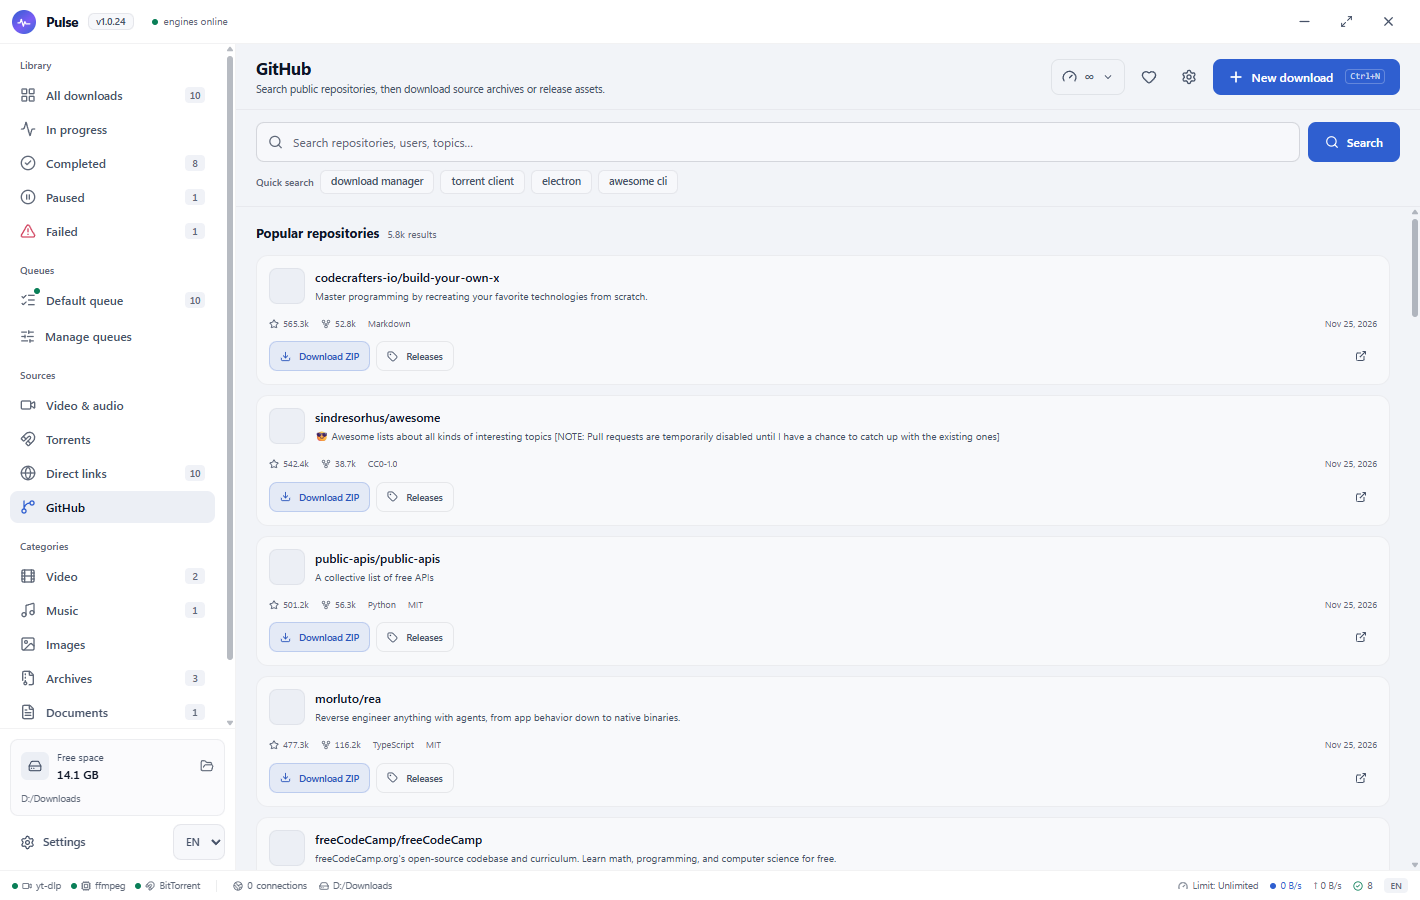 Pulse v1.0.24 engines online
Library
All downloads 10
In progress
Completed 8
Paused 1
Failed 1
Queues
Default queue 10
Manage queues
Sources
Video & audio
Torrents
Direct links 10
GitHub
Categories
Video 2
Music 1
Images
Archives 3
Documents 1
Free space
14.1 GB
D:/Downloads
Settings EN
GitHub
Search public repositories, then download source archives or release assets.
∞
New download Ctrl+N
Search repositories, users, topics...
Search
Quick search download manager torrent client electron awesome cli
Popular repositories 5.8k results
codecrafters-io/build-your-own-x
Master programming by recreating your favorite technologies from scratch.
565.3k 52.8k Markdown Nov 25, 2026
Download ZIP Releases
sindresorhus/awesome
😎 Awesome lists about all kinds of interesting topics [NOTE: Pull requests are temporarily disabled until I have a chance to catch up with the existing ones]
542.4k 38.7k CC0-1.0 Nov 25, 2026
Download ZIP Releases
public-apis/public-apis
A collective list of free APIs
501.2k 56.3k Python MIT Nov 25, 2026
Download ZIP Releases
morluto/rea
Reverse engineer anything with agents, from app behavior down to native binaries.
477.3k 116.2k TypeScript MIT Nov 25, 2026
Download ZIP Releases
freeCodeCamp/freeCodeCamp
freeCodeCamp.org's open-source codebase and curriculum. Learn math, programming, and computer science for free.
yt-dlp ffmpeg BitTorrent 0 connections D:/Downloads Limit: Unlimited 0 B/s ↑ 0 B/s 8 EN